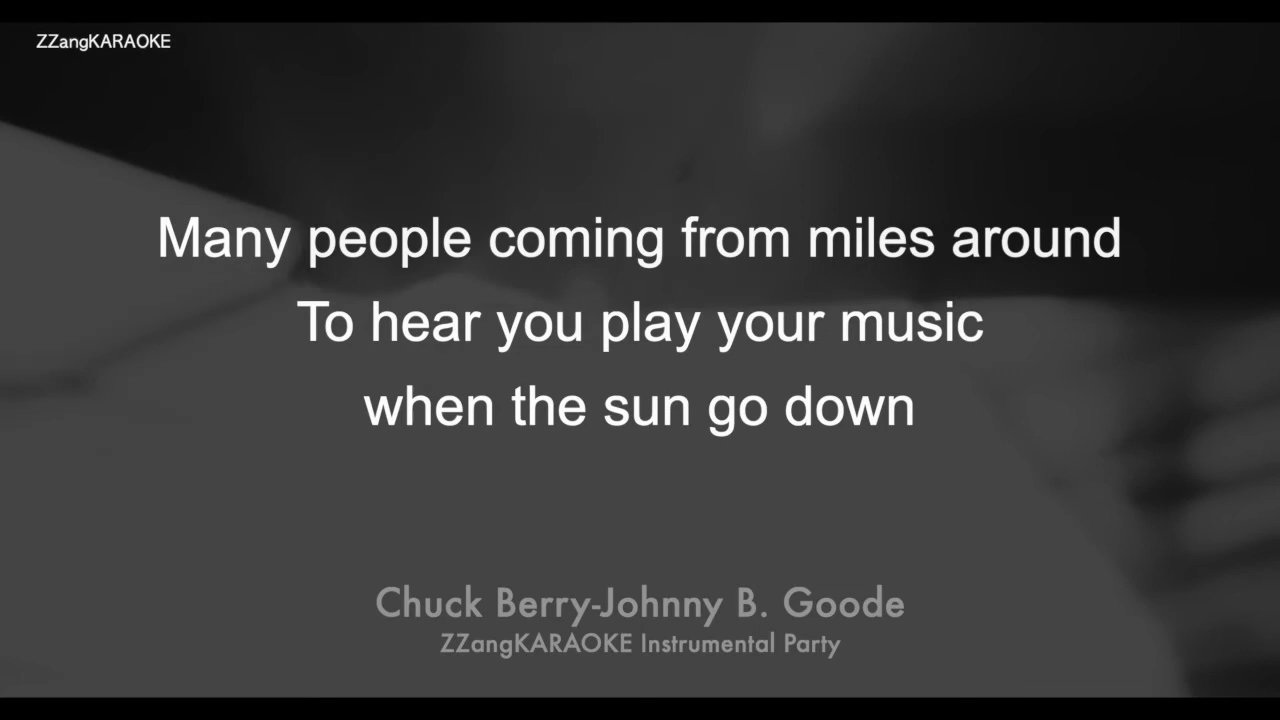 ZZangKARAOKE
Many people coming from miles around
To hear you play your music
when the sun go down
Chuck Berry-Johnny B. Goode
ZZangKARAOKE Instrumental Party